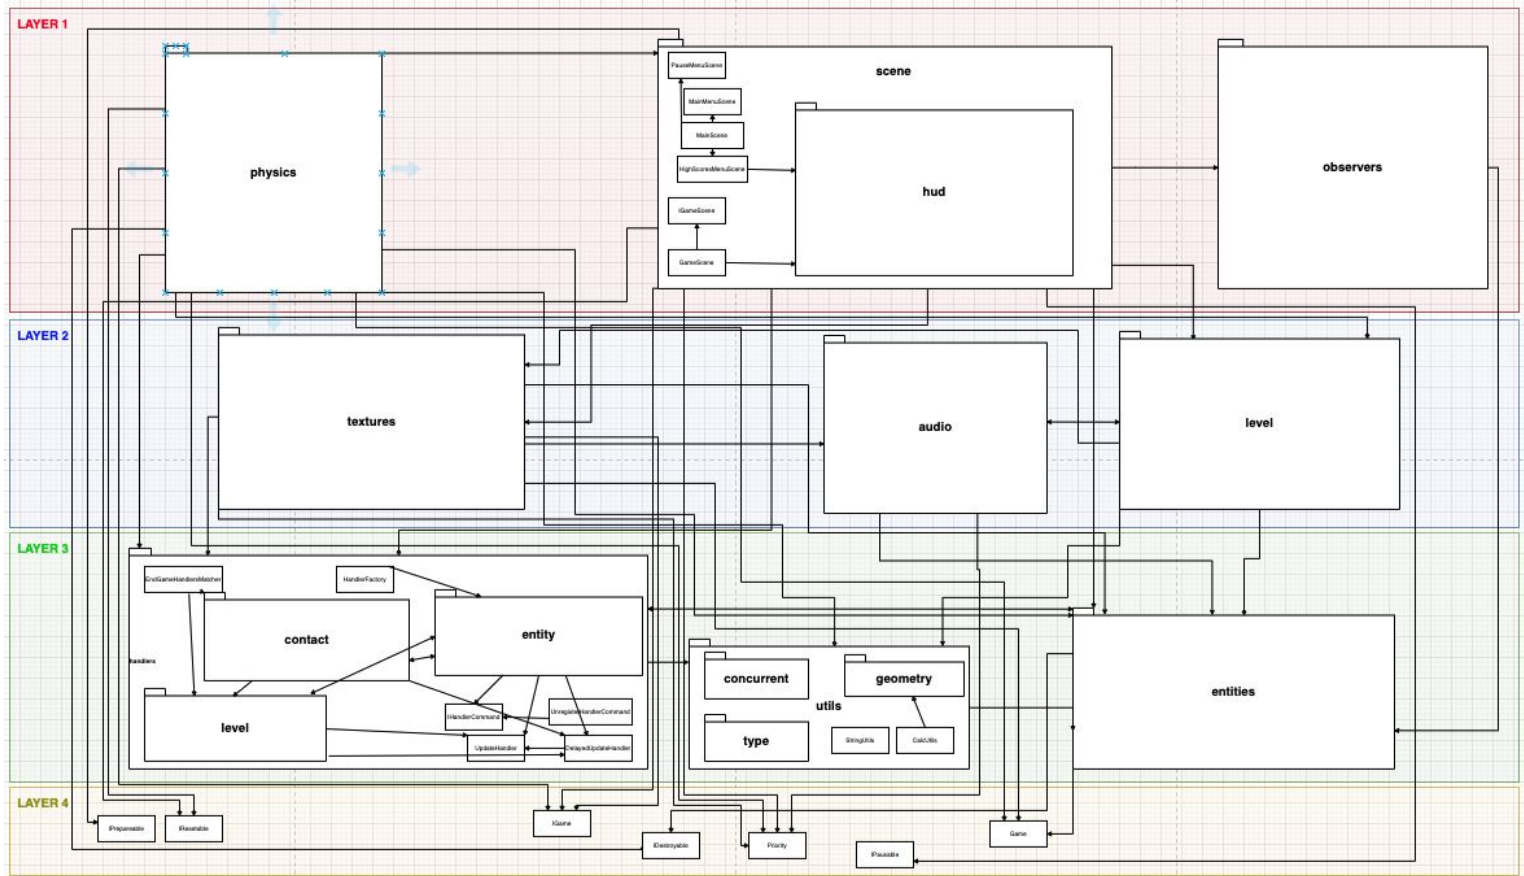 LAYER 1
PauseMenuScene
scene
MainMenuScene
MainScene
HighScoresMenuScene
physics
observers
hud
IGameScene
GameScene
LAYER 2
textures
audio
level
LAYER 3
EndGameHandlersMatcher
HandlerFactory
contact
entity
handlers
concurrent
geometry
utils
entities
level
IHandlerCommand
UnregisterHandlerCommand
UpdateHandler
DelayedUpdateHandler
type
StringUtils
CalcUtils
LAYER 4
IPrepareable
IResetable
IGame
IDestroyable
Priority
Game
IPausable